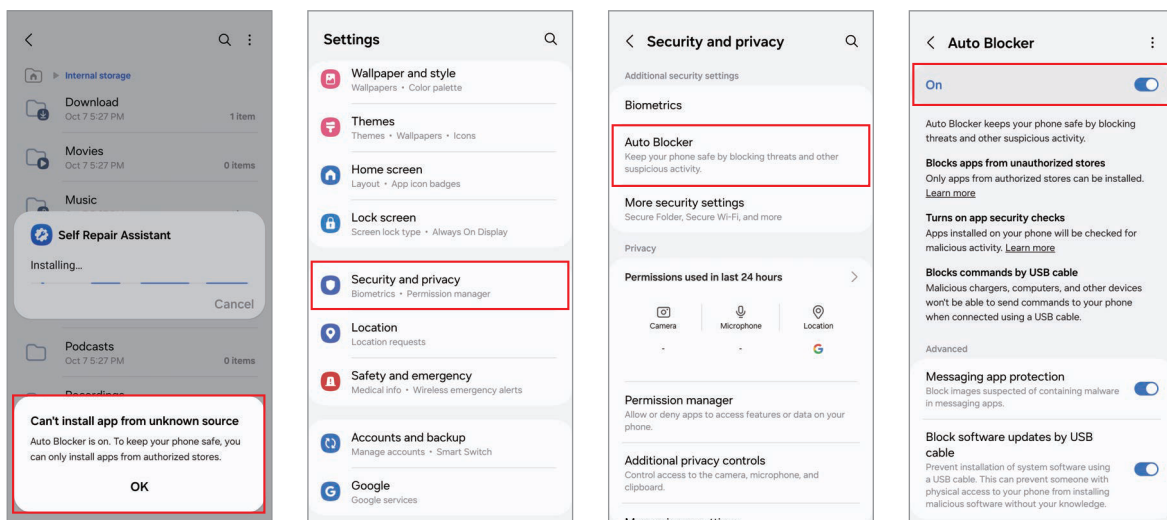 Internal storage
Download
Oct 7 5:27 PM
1 item
Movies
Oct 7 5:27 PM
0 items
Music
Self Repair Assistant
Installing...
Cancel
Podcasts
Oct 7 5:27 PM
0 items
Recordings
Can't install app from unknown source
Auto Blocker is on. To keep your phone safe, you
can only install apps from authorized stores.
OK
Settings
Wallpaper and style
Wallpapers • Color palette
Themes
Themes • Wallpapers • Icons
Home screen
Layout • App icon badges
Lock screen
Screen lock type • Always On Display
Security and privacy
Biometrics • Permission manager
Location
Location requests
Safety and emergency
Medical info • Wireless emergency alerts
Accounts and backup
Manage accounts • Smart Switch
Google
Google services
Security and privacy
Additional security settings
Biometrics
Auto Blocker
Keep your phone safe by blocking threats and other
suspicious activity.
More security settings
Secure Folder, Secure Wi-Fi, and more
Privacy
Permissions used in last 24 hours
Camera
Microphone
Location
- -
Permission manager
Allow or deny apps to access features or data on your
phone.
Additional privacy controls
Control access to the camera, microphone, and
clipboard.
Auto Blocker
On
Auto Blocker keeps your phone safe by blocking
threats and other suspicious activity.
Blocks apps from unauthorized stores
Only apps from authorized stores can be installed.
Learn more
Turns on app security checks
Apps installed on your phone will be checked for
malicious activity. Learn more
Blocks commands by USB cable
Malicious chargers, computers, and other devices
won't be able to send commands to your phone
when connected using a USB cable.
Advanced
Messaging app protection
Block images suspected of containing malware
in messaging apps.
Block software updates by USB
cable
Prevent installation of system software using
a USB cable. This can prevent someone with
physical access to your phone from installing
malicious software without your knowledge.